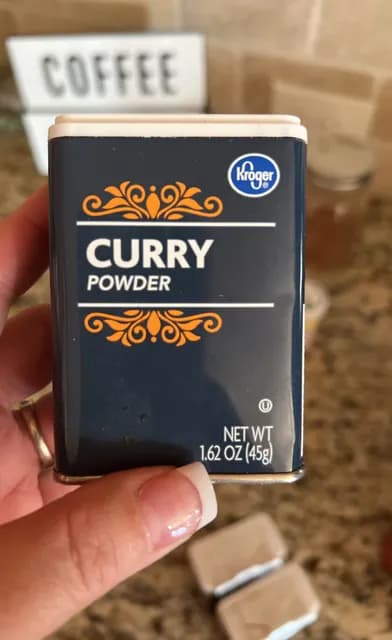 COFFEE
Kroger
CURRY
POWDER
U
NET WT
1.62 OZ (45g)